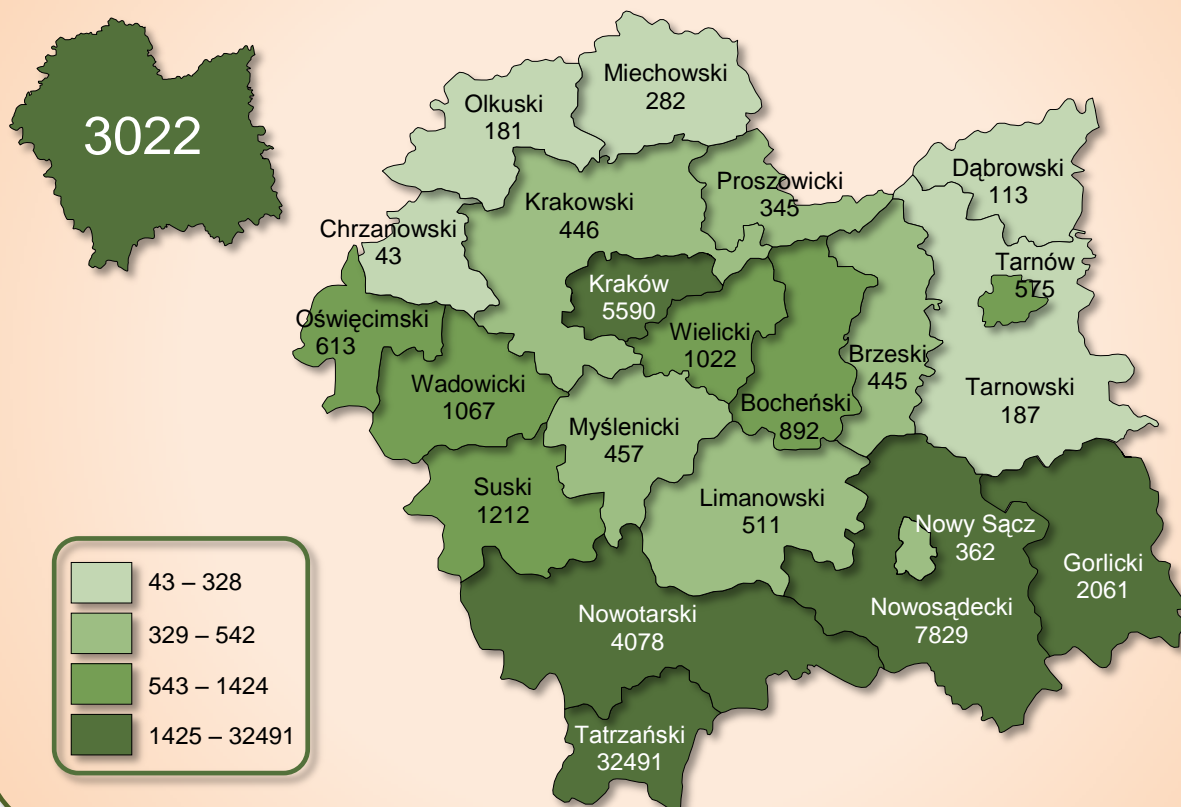 3022
Miechowski
282
Olkuski
181
Dąbrowski
113
Proszowicki
345
Krakowski
446
Chrzanowski
43
Tarnów
575
Kraków
5590
Oświęcimski
613
Wielicki
1022
Brzeski
445
Wadowicki
1067
Tarnowski
187
Bocheński
892
Myślenicki
457
Suski
1212
Limanowski
511
Nowy Sącz
362
Gorlicki
2061
Nowotarski
4078
Nowosądecki
7829
Tatrzański
32491
43 – 328
329 – 542
543 – 1424
1425 – 32491